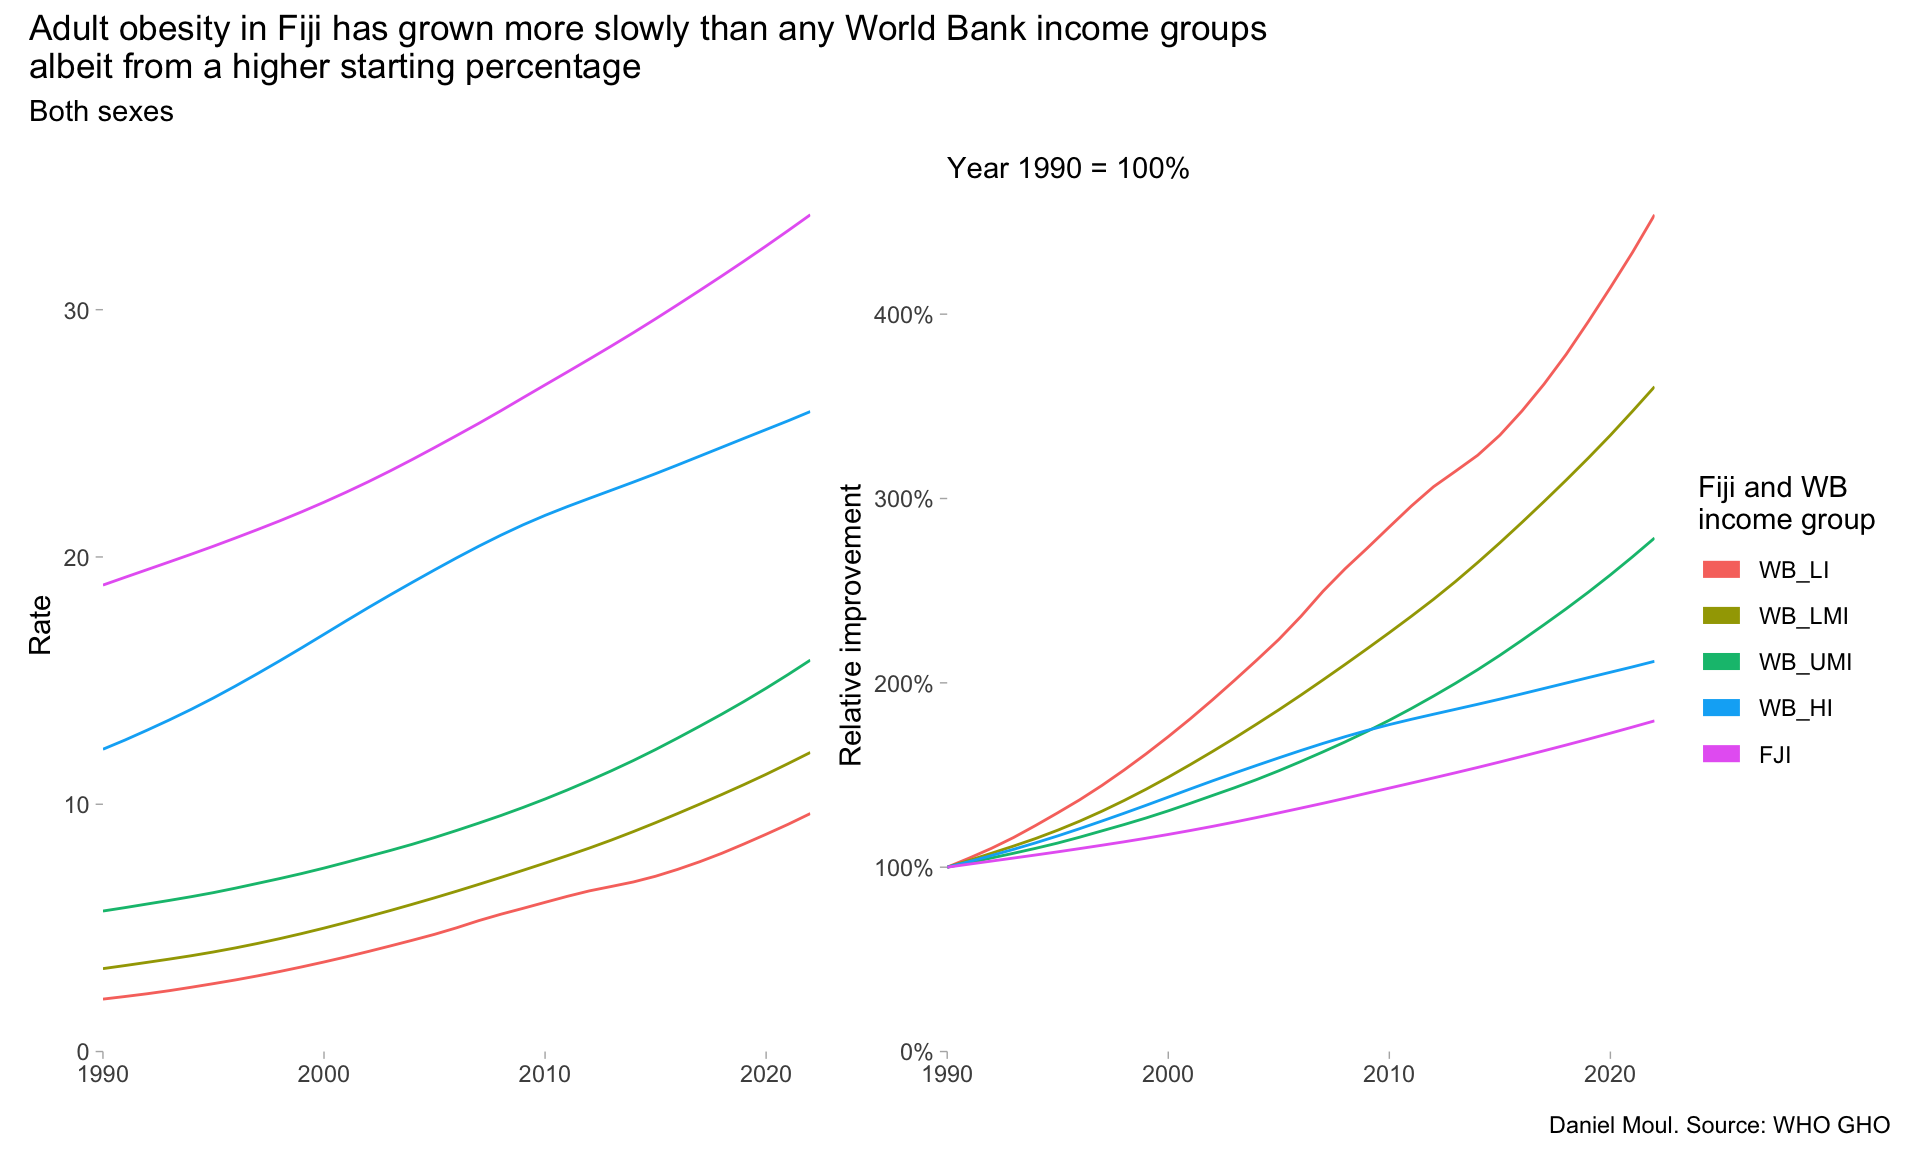 Adult obesity in Fiji has grown more slowly than any World Bank income groups
albeit from a higher starting percentage
Both sexes
Rate
30
20
10
0
1990
2000
2010
2020
Year 1990 = 100%
Relative improvement
400%
300%
200%
100%
0%
1990
2000
2010
2020
Fiji and WB
income group
WB_LI
WB_LMI
WB_UMI
WB_HI
FJI
Daniel Moul. Source: WHO GHO